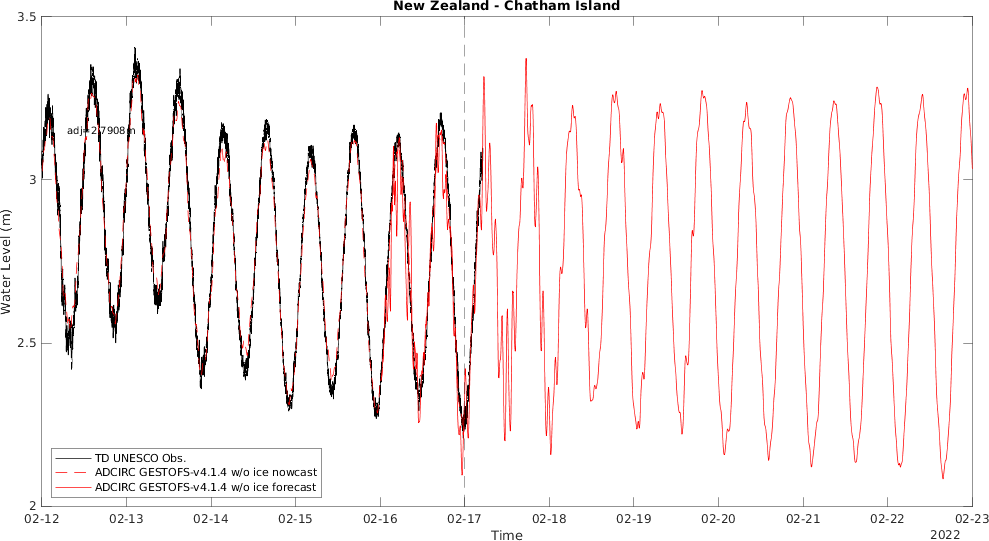 New Zealand - Chatham Island
3.5
3
2.5
2
Water Level (m)
adj=2.7908m
TD UNESCO Obs.
ADCIRC GESTOFS-v4.1.4 w/o ice nowcast
ADCIRC GESTOFS-v4.1.4 w/o ice forecast
02-12 02-13 02-14 02-15 02-16 02-17 02-18 02-19 02-20 02-21 02-22 02-23
Time
2022